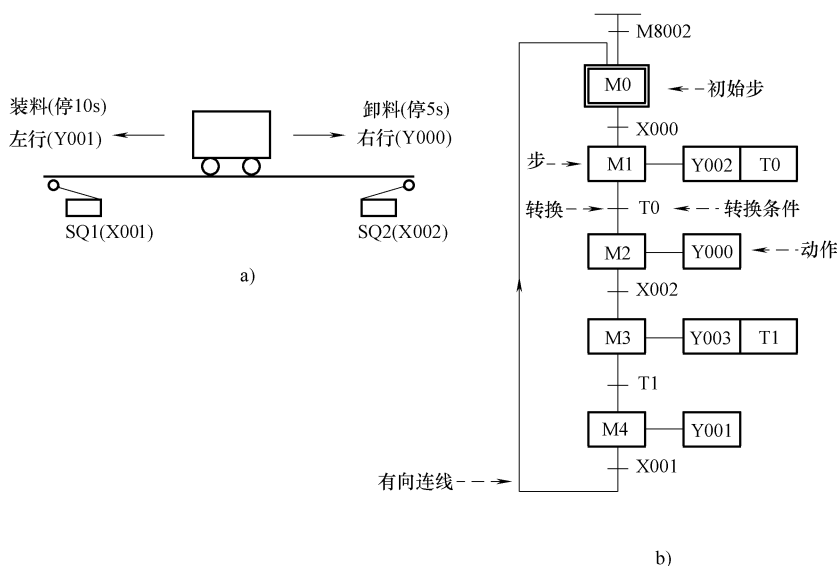 装料(停10s)
左行(Y001)
卸料(停5s)
右行(Y000)
SQ1(X001)
SQ2(X002)
a)
M8002
M0
初始步
X000
步
M1
Y002
T0
转换
T0
转换条件
M2
Y000
动作
X002
M3
Y003
T1
T1
M4
Y001
X001
有向连线
b)